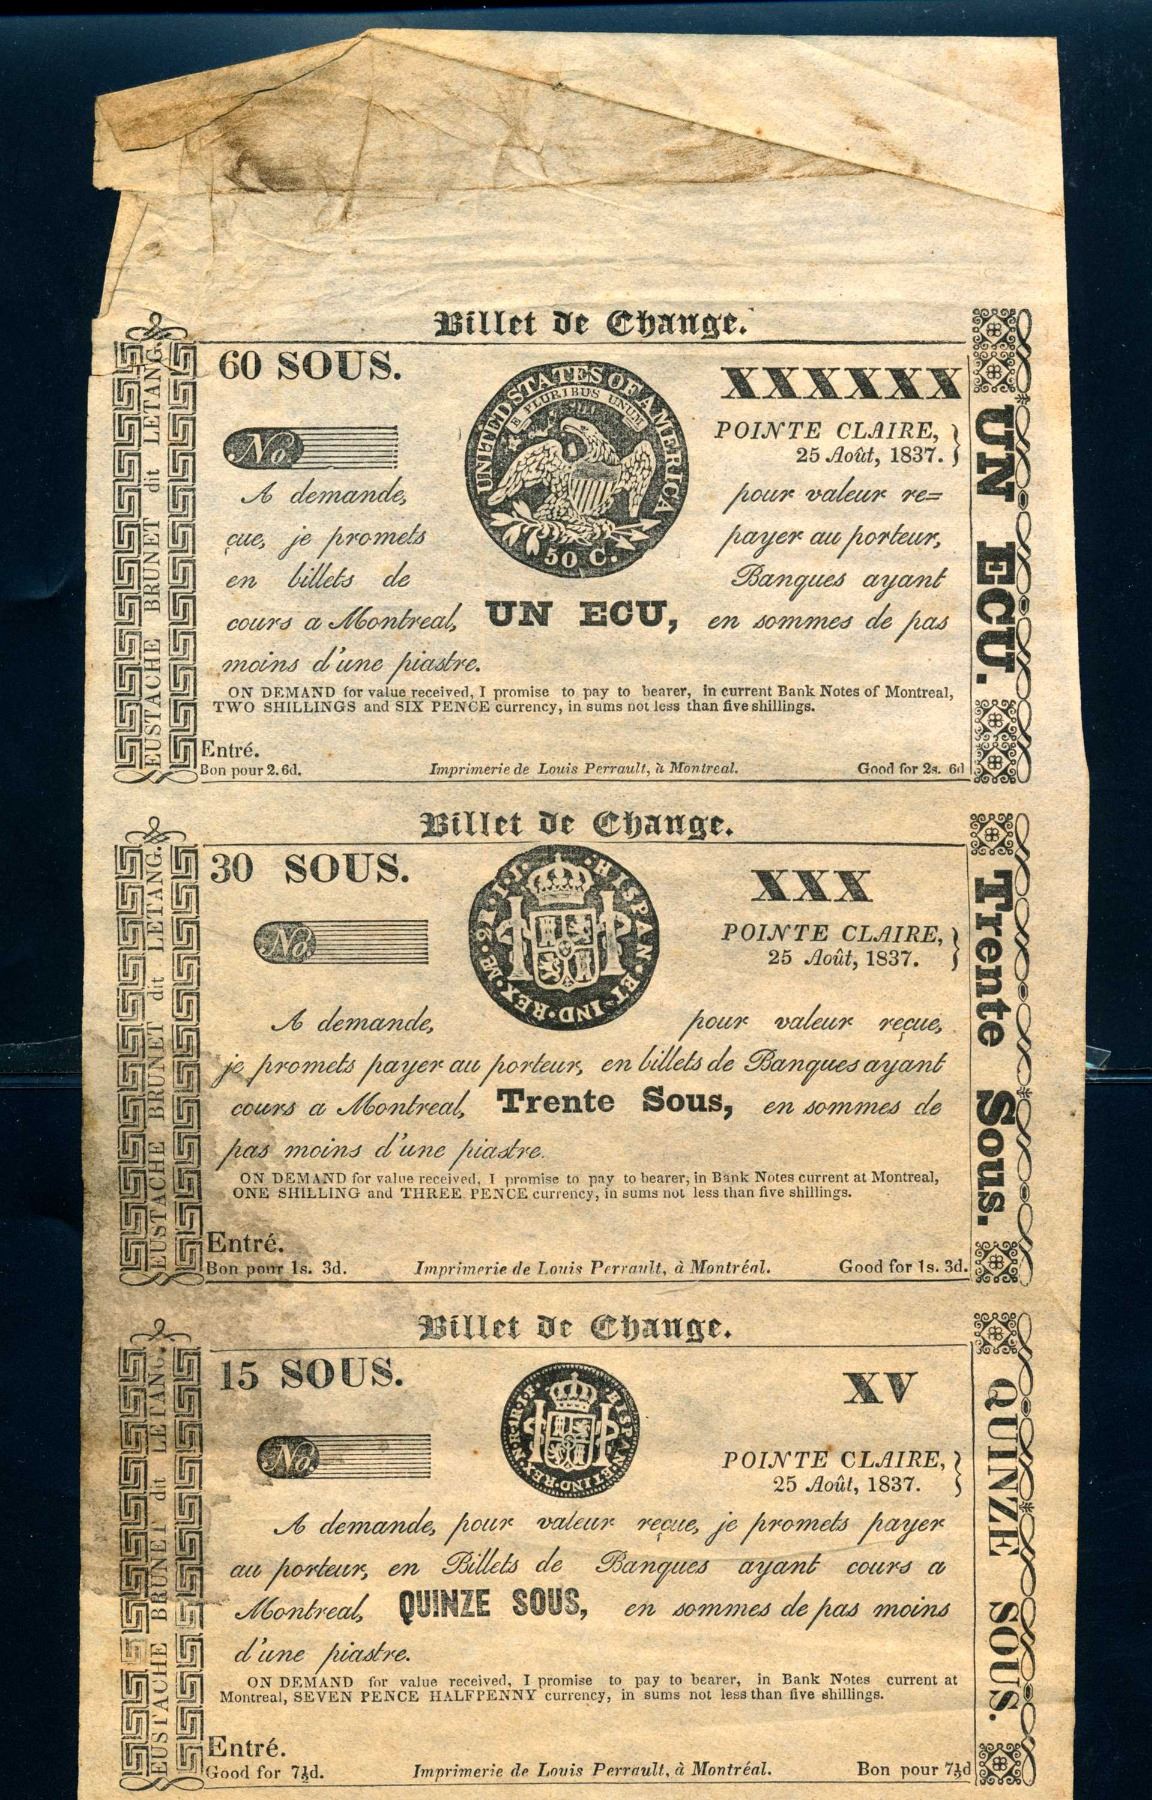 Billet de Change.
60 SOUS.
XXXXXX
No
UNITED STATES OF AMERICA
E PLURIBUS UNUM
50 C.
POINTE CLAIRE,
25 Août, 1837.
A demande, pour valeur re=
çue, je promets payer au porteur,
en billets de Banques ayant
cours a Montreal, UN ECU, en sommes de pas
moins d'une piastre.
ON DEMAND for value received, I promise to pay to bearer, in current Bank Notes of Montreal,
TWO SHILLINGS and SIX PENCE currency, in sums not less than five shillings.
Entré.
Bon pour 2. 6d. Imprimerie de Louis Perrault, à Montreal. Good for 2s. 6d
EUSTACHE BRUNET dit LETANG.
UN ECU.
Billet de Change.
30 SOUS.
XXX
No.
HISPAN·ET·IND·REX·
POINTE CLAIRE,
25 Août, 1837.
A demande, pour valeur reçue,
je promets payer au porteur, en billets de Banques ayant
cours a Montreal, Trente Sous, en sommes de
pas moins d'une piastre.
ON DEMAND for value received, I promise to pay to bearer, in Bank Notes current at Montreal,
ONE SHILLING and THREE PENCE currency, in sums not less than five shillings.
Entré.
Bon pour 1s. 3d. Imprimerie de Louis Perrault, à Montréal. Good for 1s. 3d.
EUSTACHE BRUNET dit LETANG.
Trente Sous.
Billet de Change.
15 SOUS.
XV
No.
HISPAN·ET IND·REX·
POINTE CLAIRE,
25 Août, 1837.
A demande, pour valeur reçue, je promets payer
au porteur, en Billets de Banques ayant cours a
Montreal, QUINZE SOUS, en sommes de pas moins
d'une piastre.
ON DEMAND for value received, I promise to pay to bearer, in Bank Notes current at
Montreal, SEVEN PENCE HALFPENNY currency, in sums not less than five shillings.
Entré.
Good for 7½d. Imprimerie de Louis Perrault, à Montréal. Bon pour 7½d
EUSTACHE BRUNET dit LETANG.
QUINZE SOUS.